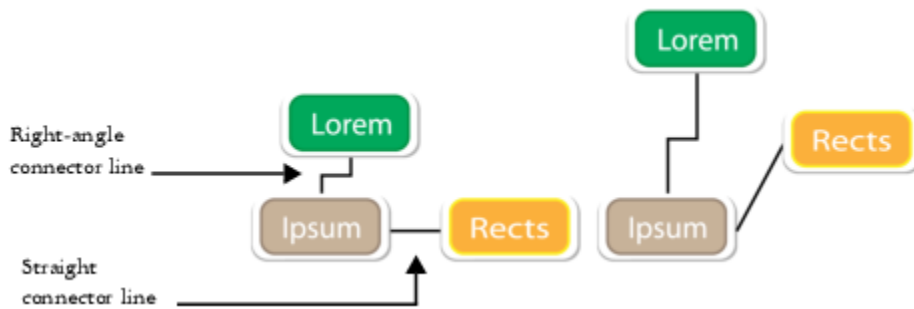 Lorem
Lorem
Right-angle
connector line
Rects
Ipsum
Rects
Ipsum
Straight
connector line